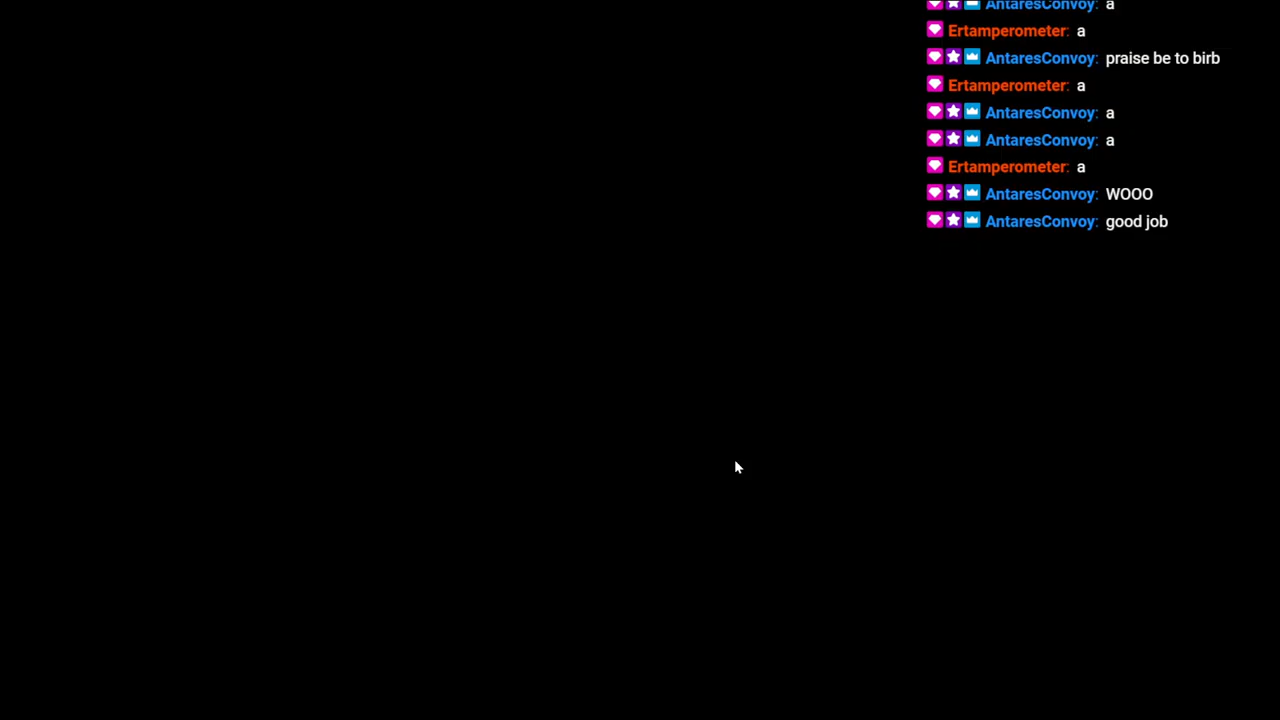 AntaresConvoy: a
Ertamperometer: a
AntaresConvoy: praise be to birb
Ertamperometer: a
AntaresConvoy: a
AntaresConvoy: a
Ertamperometer: a
AntaresConvoy: WOOO
AntaresConvoy: good job